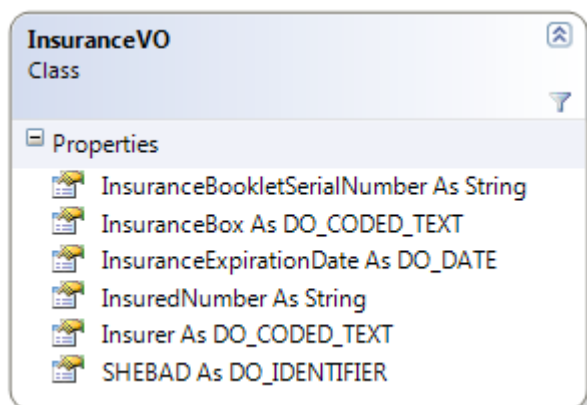 InsuranceVO
Class
Properties
InsuranceBookletSerialNumber As String
InsuranceBox As DO_CODED_TEXT
InsuranceExpirationDate As DO_DATE
InsuredNumber As String
Insurer As DO_CODED_TEXT
SHEBAD As DO_IDENTIFIER